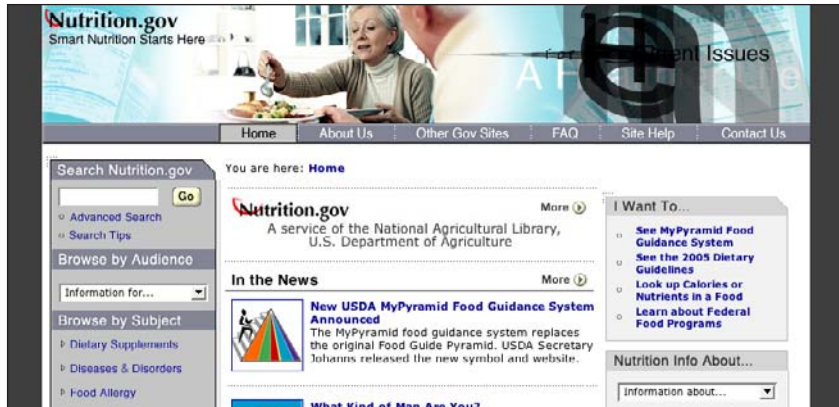 Nutrition.gov
Smart Nutrition Starts Here
Issues
Home About Us Other Gov Sites FAQ Site Help Contact Us
Search Nutrition.gov
Go
Advanced Search
Search Tips
Browse by Audience
Information for...
Browse by Subject
Dietary Supplements
Diseases & Disorders
Food Allergy
You are here: Home
Nutrition.gov More
A service of the National Agricultural Library,
U.S. Department of Agriculture
In the News More
New USDA MyPyramid Food Guidance System
Announced
The MyPyramid food guidance system replaces
the original Food Guide Pyramid. USDA Secretary
Johanns released the new symbol and website.
What Kind of Man Are You?
I Want To...
See MyPyramid Food
Guidance System
See the 2005 Dietary
Guidelines
Look up Calories or
Nutrients in a Food
Learn about Federal
Food Programs
Nutrition Info About...
Information about...